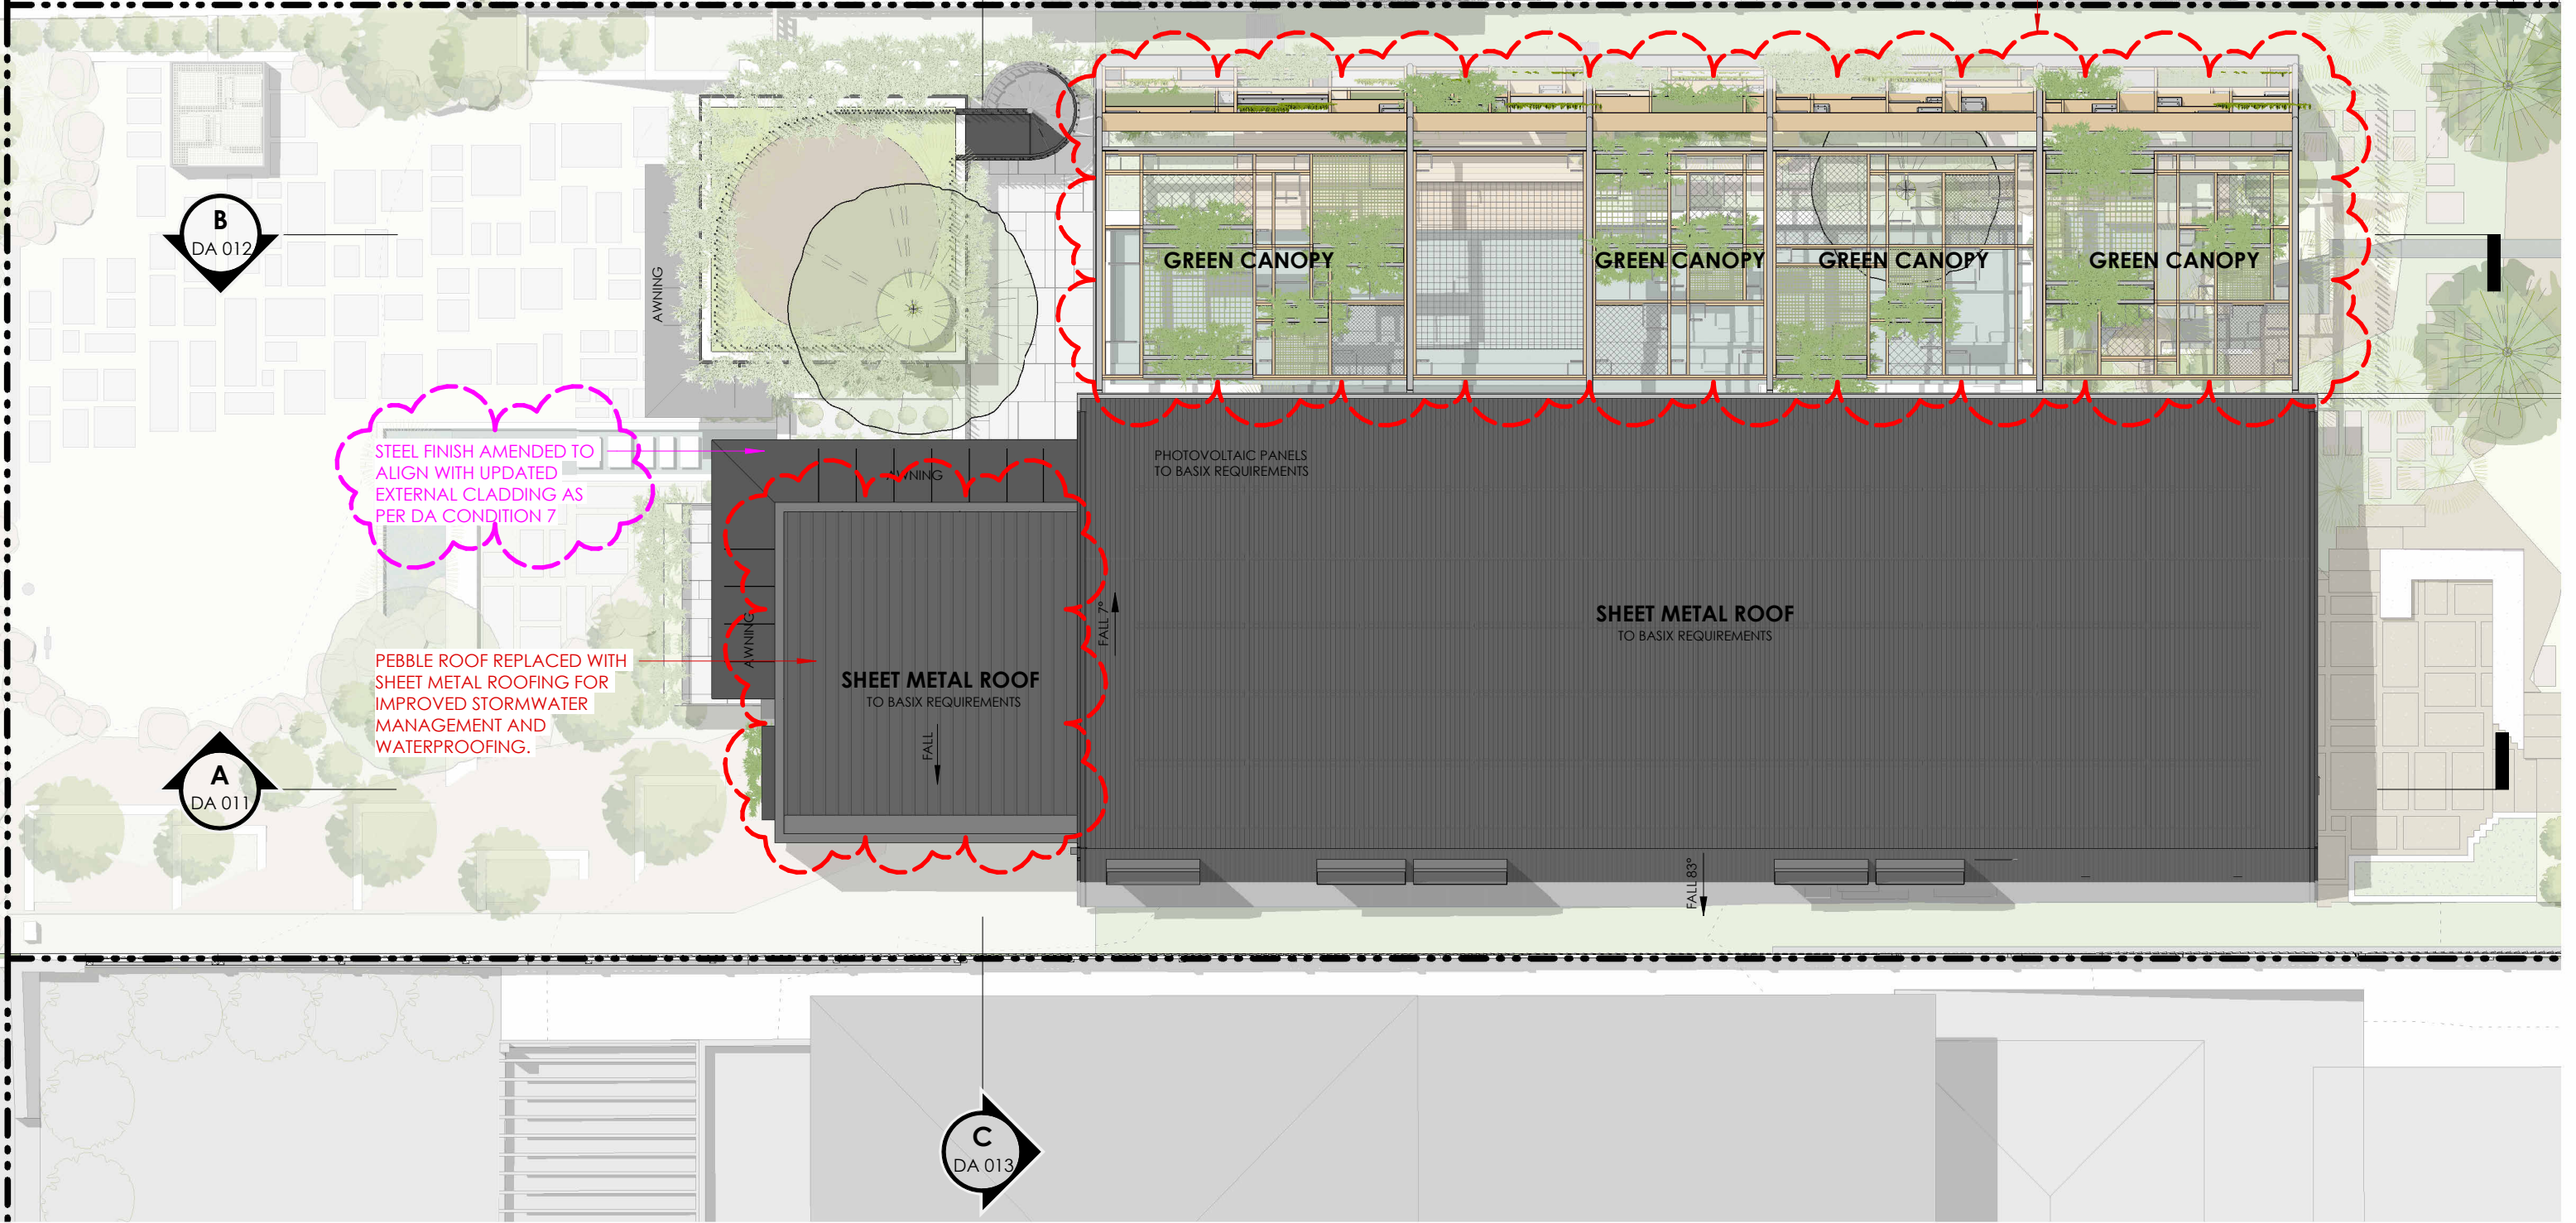 B
DA 012
AWNING
GREEN CANOPY
GREEN CANOPY
GREEN CANOPY
GREEN CANOPY
STEEL FINISH AMENDED TO
ALIGN WITH UPDATED
EXTERNAL CLADDING AS
PER DA CONDITION 7
AWNING
PHOTOVOLTAIC PANELS
TO BASIX REQUIREMENTS
AWNING
FALL 7°
SHEET METAL ROOF
TO BASIX REQUIREMENTS
PEBBLE ROOF REPLACED WITH
SHEET METAL ROOFING FOR
IMPROVED STORMWATER
MANAGEMENT AND
WATERPROOFING.
SHEET METAL ROOF
TO BASIX REQUIREMENTS
FALL
A
DA 011
FALL 83°
C
DA 013